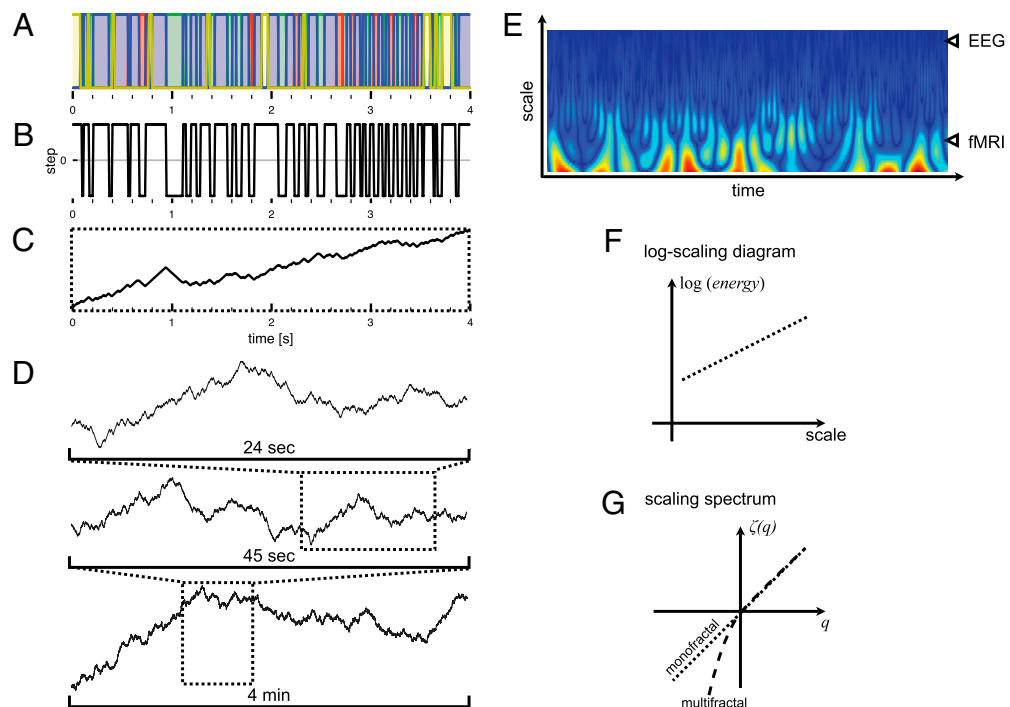 A
0 1 2 3 4
B
step
0
0 1 2 3
C
0 1 2 3 4
time [s]
D
24 sec
45 sec
4 min
E
scale
time
EEG
fMRI
F
log-scaling diagram
log (energy)
scale
G
scaling spectrum
ζ(q)
q
monofractal
multifractal